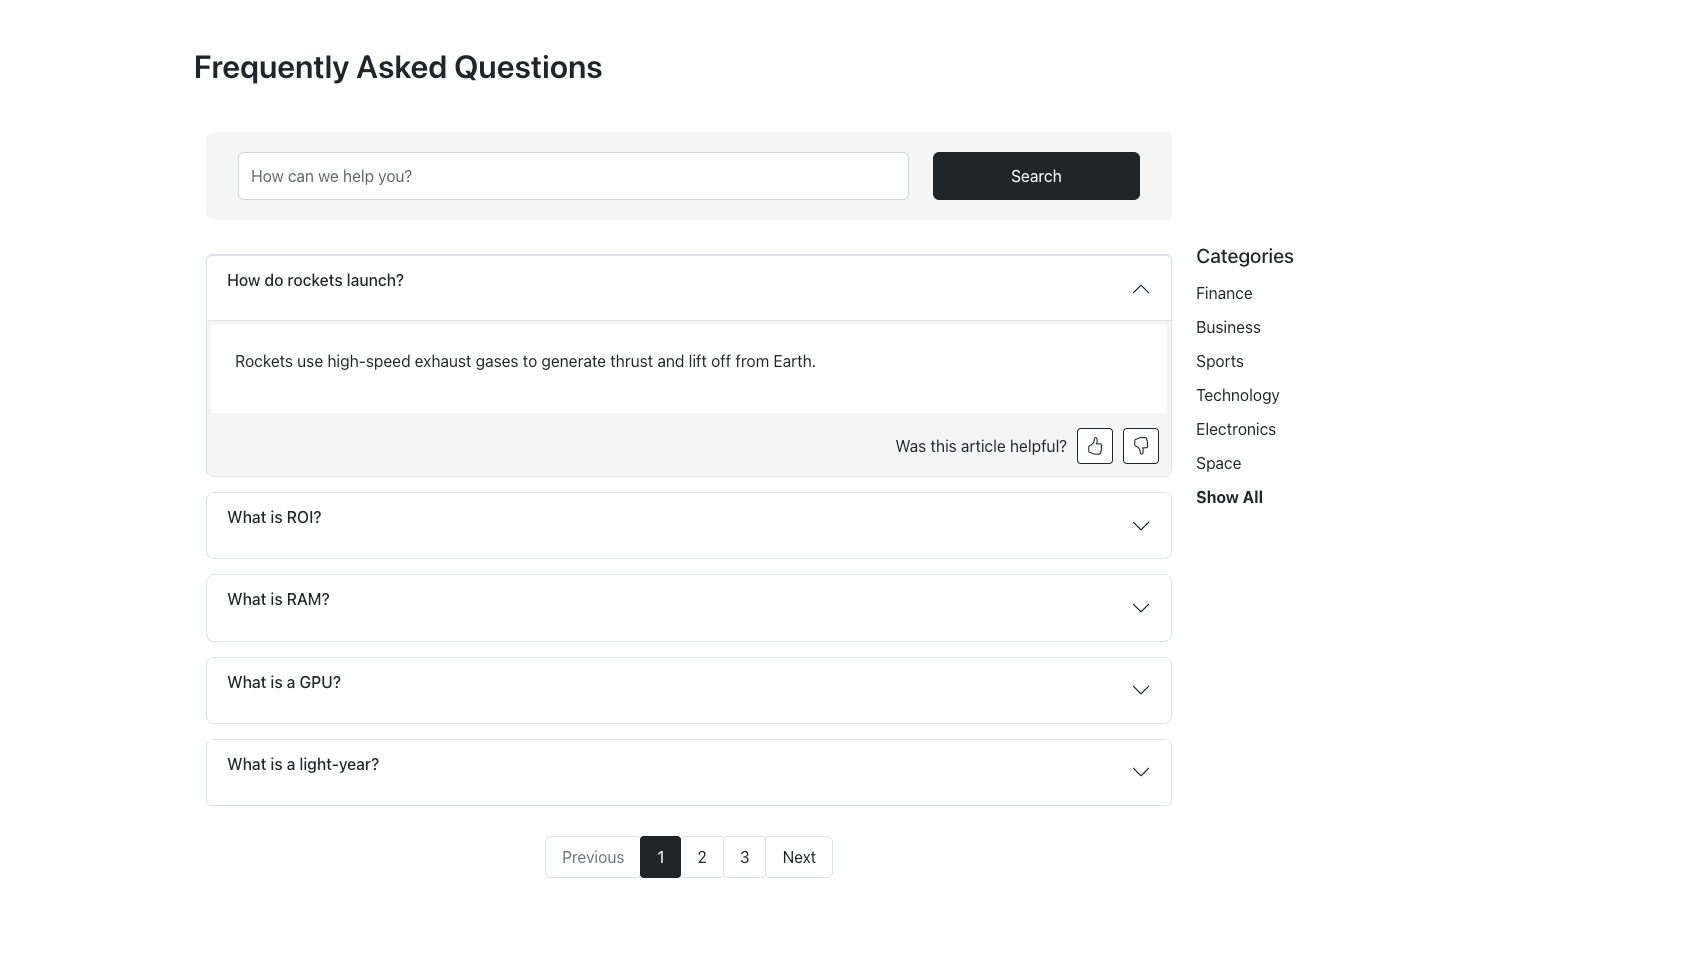 Frequently Asked Questions
How can we help you?
Search
How do rockets launch?
Rockets use high-speed exhaust gases to generate thrust and lift off from Earth.
Was this article helpful?
What is ROI?
What is RAM?
What is a GPU?
What is a light-year?
Previous 1 2 3 Next
Categories
Finance
Business
Sports
Technology
Electronics
Space
Show All